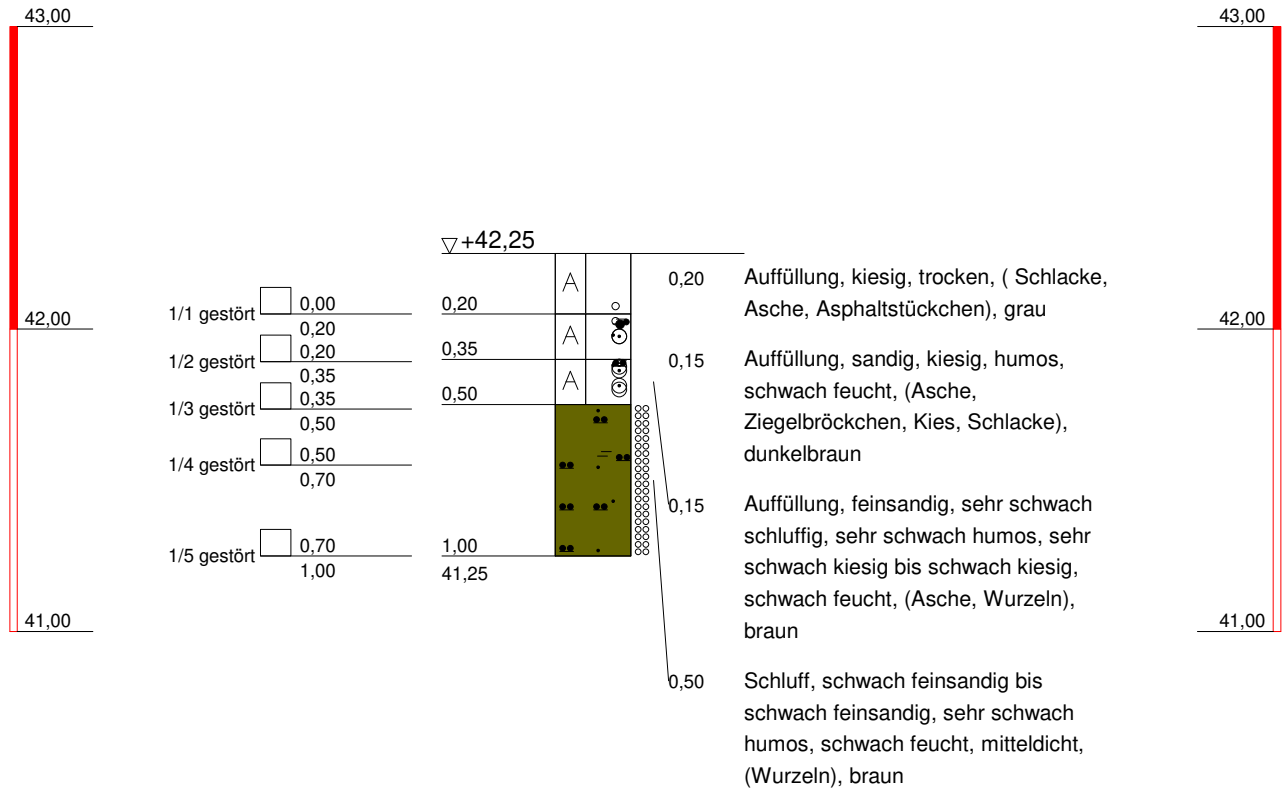 43,00
43,00
+42,25
0,20
Auffüllung, kiesig, trocken, ( Schlacke,
Asche, Asphaltstückchen), grau
1/1 gestört
0,00
0,20
0,20
42,00
42,00
1/2 gestört
0,20
0,35
0,35
0,15
Auffüllung, sandig, kiesig, humos,
schwach feucht, (Asche,
Ziegelbröckchen, Kies, Schlacke),
dunkelbraun
1/3 gestört
0,35
0,50
0,50
1/4 gestört
0,50
0,70
0,15
Auffüllung, feinsandig, sehr schwach
schluffig, sehr schwach humos, sehr
schwach kiesig bis schwach kiesig,
schwach feucht, (Asche, Wurzeln),
braun
1/5 gestört
0,70
1,00
1,00
41,25
41,00
41,00
0,50
Schluff, schwach feinsandig bis
schwach feinsandig, sehr schwach
humos, schwach feucht, mitteldicht,
(Wurzeln), braun
A
A
A